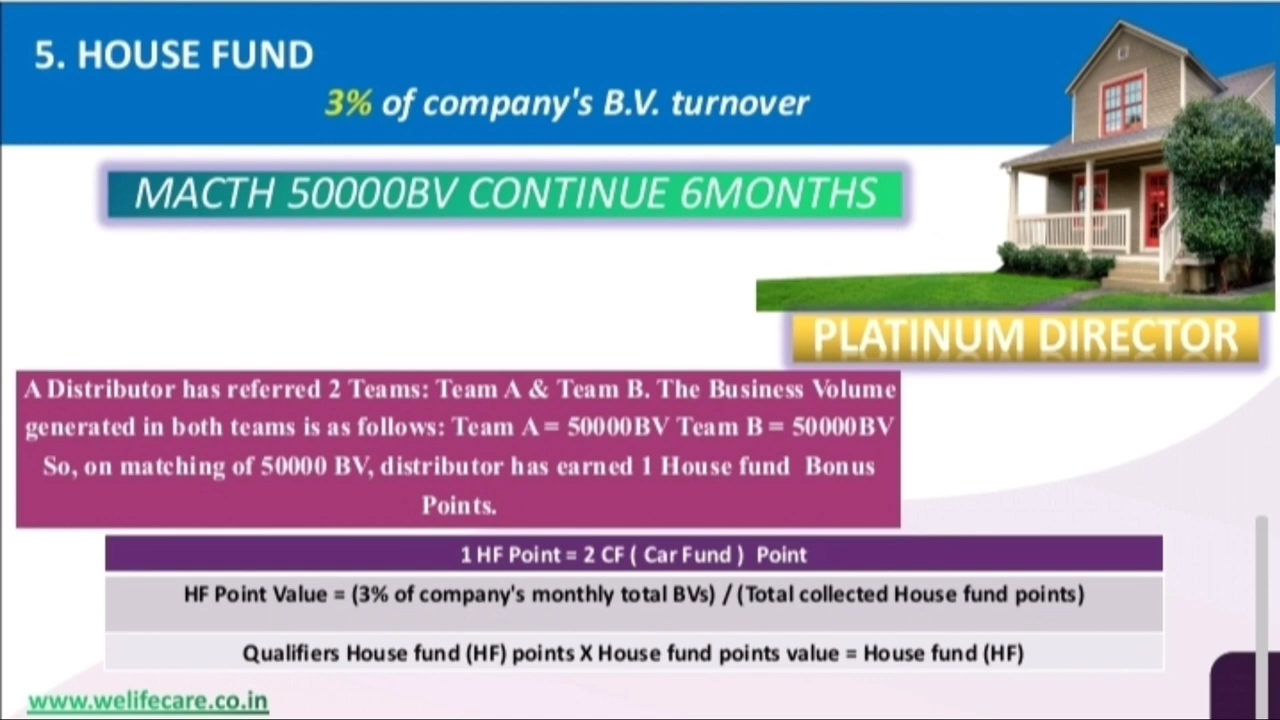 5. HOUSE FUND
3% of company's B.V. turnover
MACTH 50000BV CONTINUE 6MONTHS
PLATINUM DIRECTOR
A Distributor has referred 2 Teams: Team A & Team B. The Business Volume
generated in both teams is as follows: Team A = 50000BV Team B = 50000BV
So, on matching of 50000 BV, distributor has earned 1 House fund Bonus
Points.
1 HF Point = 2 CF ( Car Fund ) Point
HF Point Value = (3% of company's monthly total BVs) / (Total collected House fund points)
Qualifiers House fund (HF) points X House fund points value = House fund (HF)
www.welifecare.co.in